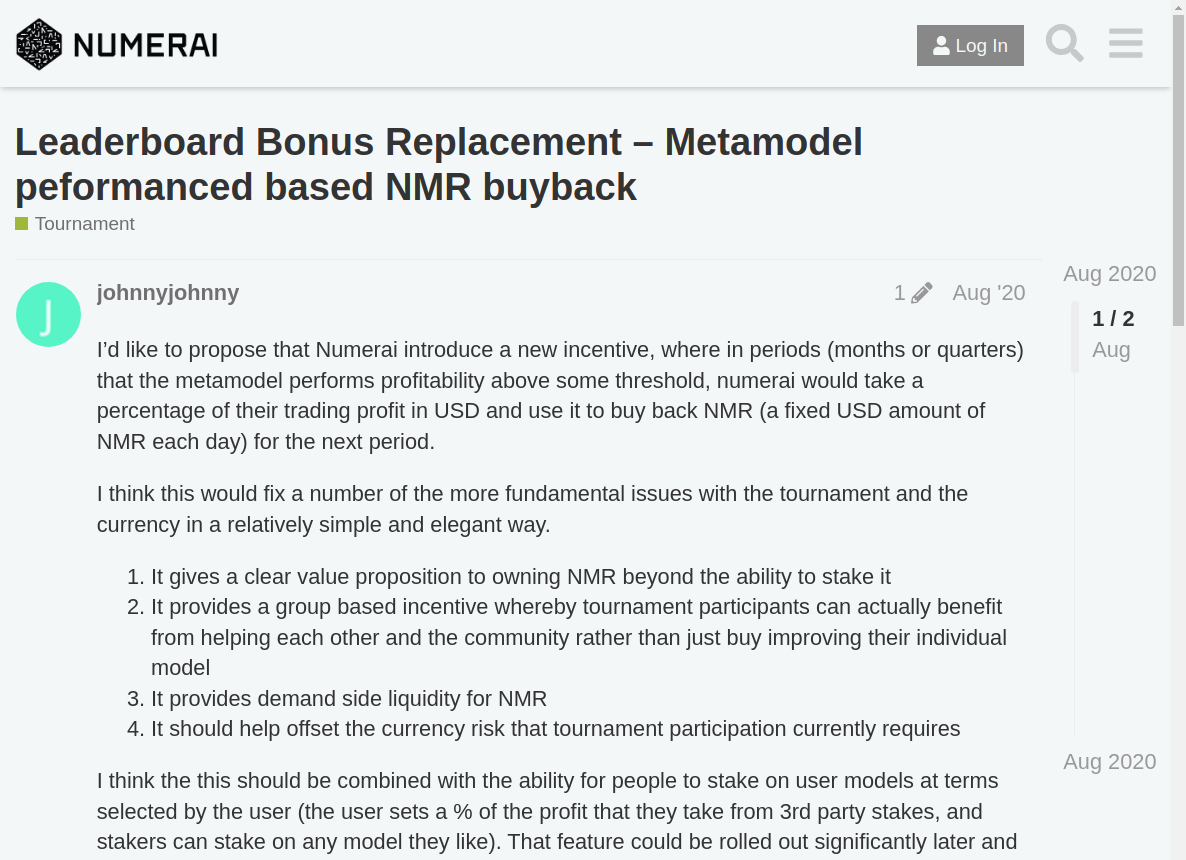 NUMERAI
Log In
Leaderboard Bonus Replacement – Metamodel
peformanced based NMR buyback
Tournament
Aug 2020
J
johnnyjohnny
1
Aug '20
1 / 2
Aug
I’d like to propose that Numerai introduce a new incentive, where in periods (months or quarters)
that the metamodel performs profitability above some threshold, numerai would take a
percentage of their trading profit in USD and use it to buy back NMR (a fixed USD amount of
NMR each day) for the next period.
I think this would fix a number of the more fundamental issues with the tournament and the
currency in a relatively simple and elegant way.
1. It gives a clear value proposition to owning NMR beyond the ability to stake it
2. It provides a group based incentive whereby tournament participants can actually benefit
from helping each other and the community rather than just buy improving their individual
model
3. It provides demand side liquidity for NMR
4. It should help offset the currency risk that tournament participation currently requires
Aug 2020
I think the this should be combined with the ability for people to stake on user models at terms
selected by the user (the user sets a % of the profit that they take from 3rd party stakes, and
stakers can stake on any model they like). That feature could be rolled out significantly later and